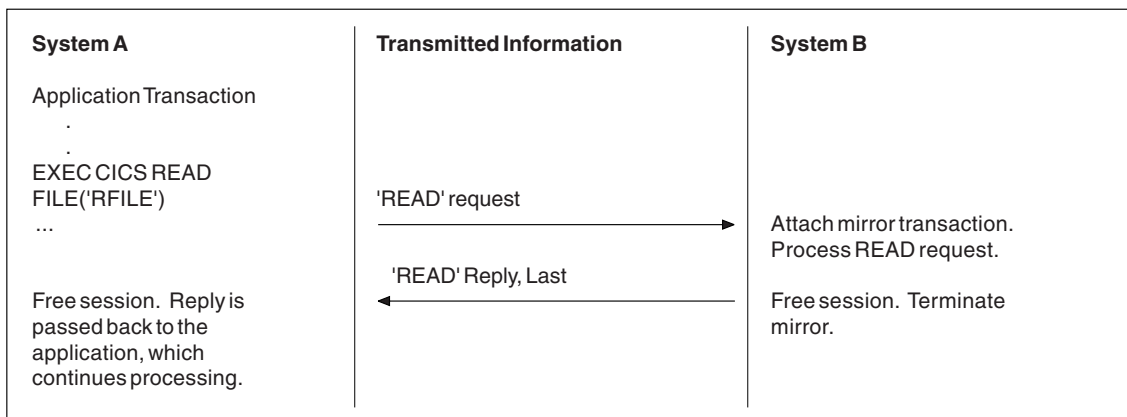 System A
Transmitted Information
System B
Application Transaction
.
.
EXEC CICS READ
FILE('RFILE')
...
'READ' request
Attach mirror transaction.
Process READ request.
'READ' Reply, Last
Free session. Reply is
passed back to the
application, which
continues processing.
Free session. Terminate
mirror.